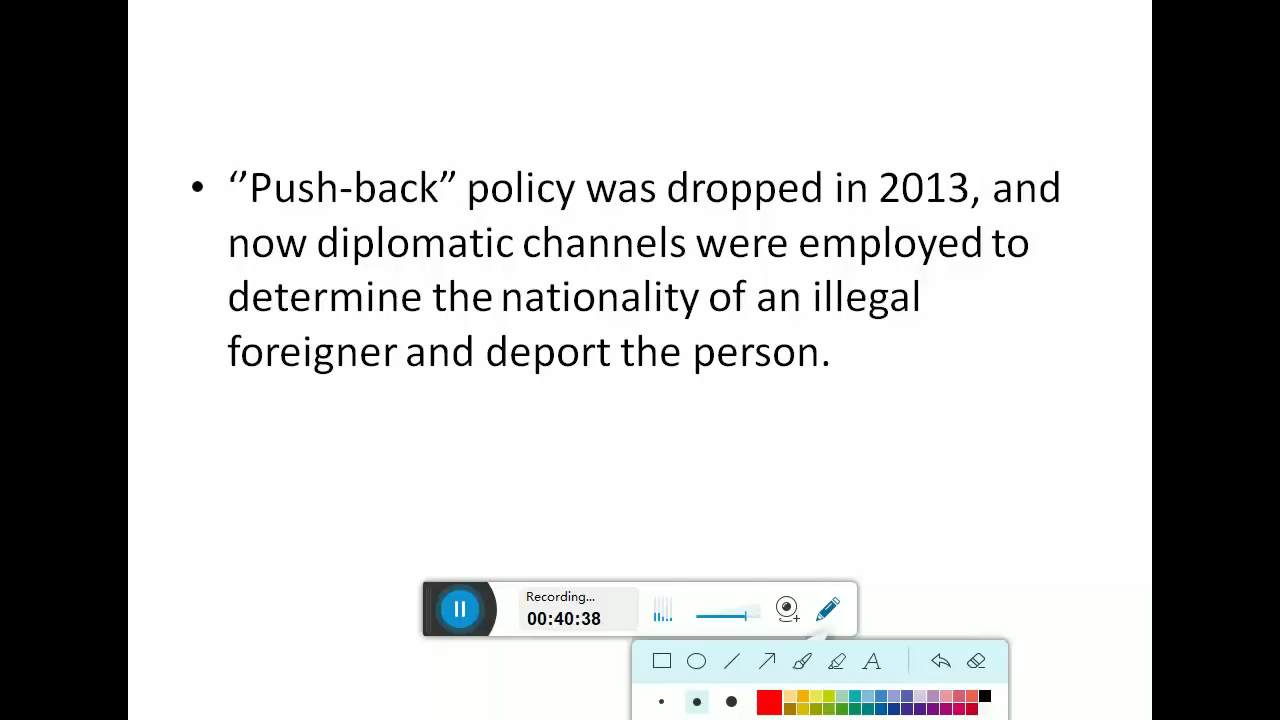 • ‘’Push-back” policy was dropped in 2013, and
now diplomatic channels were employed to
determine the nationality of an illegal
foreigner and deport the person.
Recording...
00:40:38
A